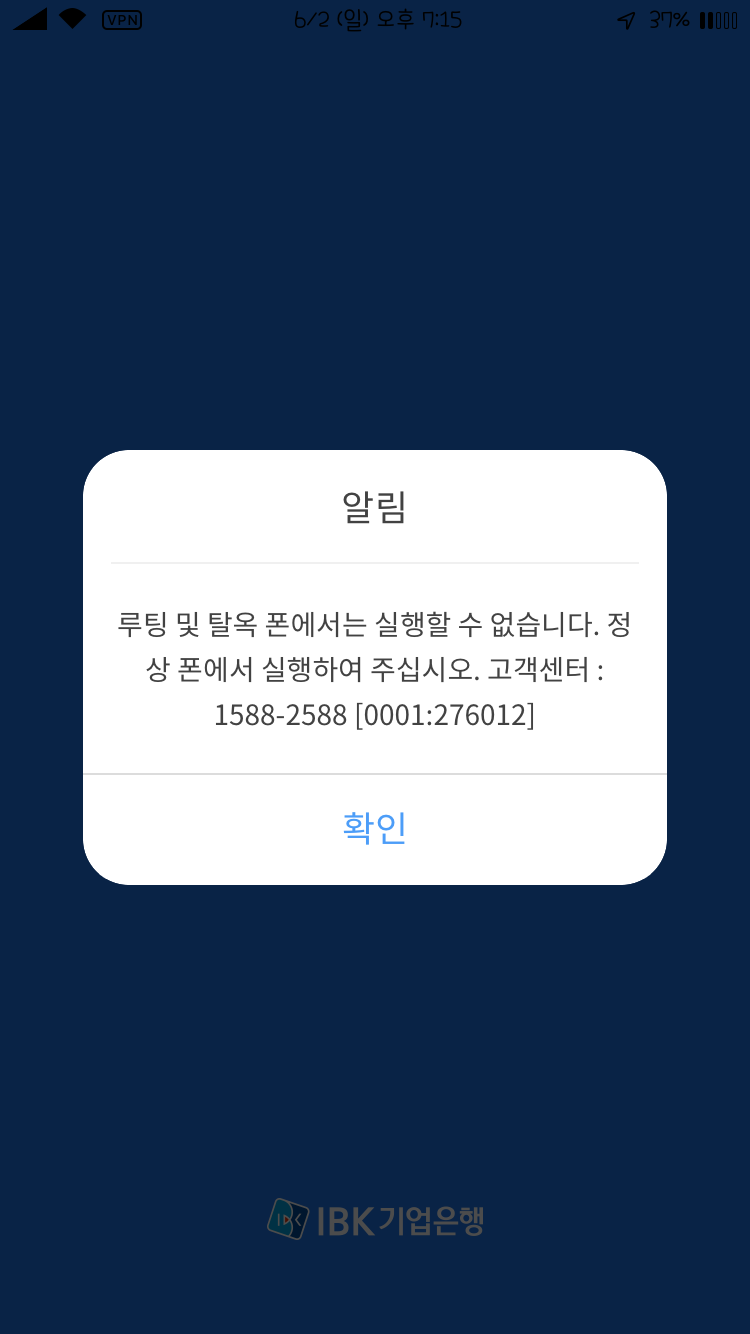 VPN 6/2 (일) 오후 7:15 37%
알림
루팅 및 탈옥 폰에서는 실행할 수 없습니다. 정
상 폰에서 실행하여 주십시오. 고객센터 :
1588-2588 [0001:276012]
확인
IBK IBK기업은행